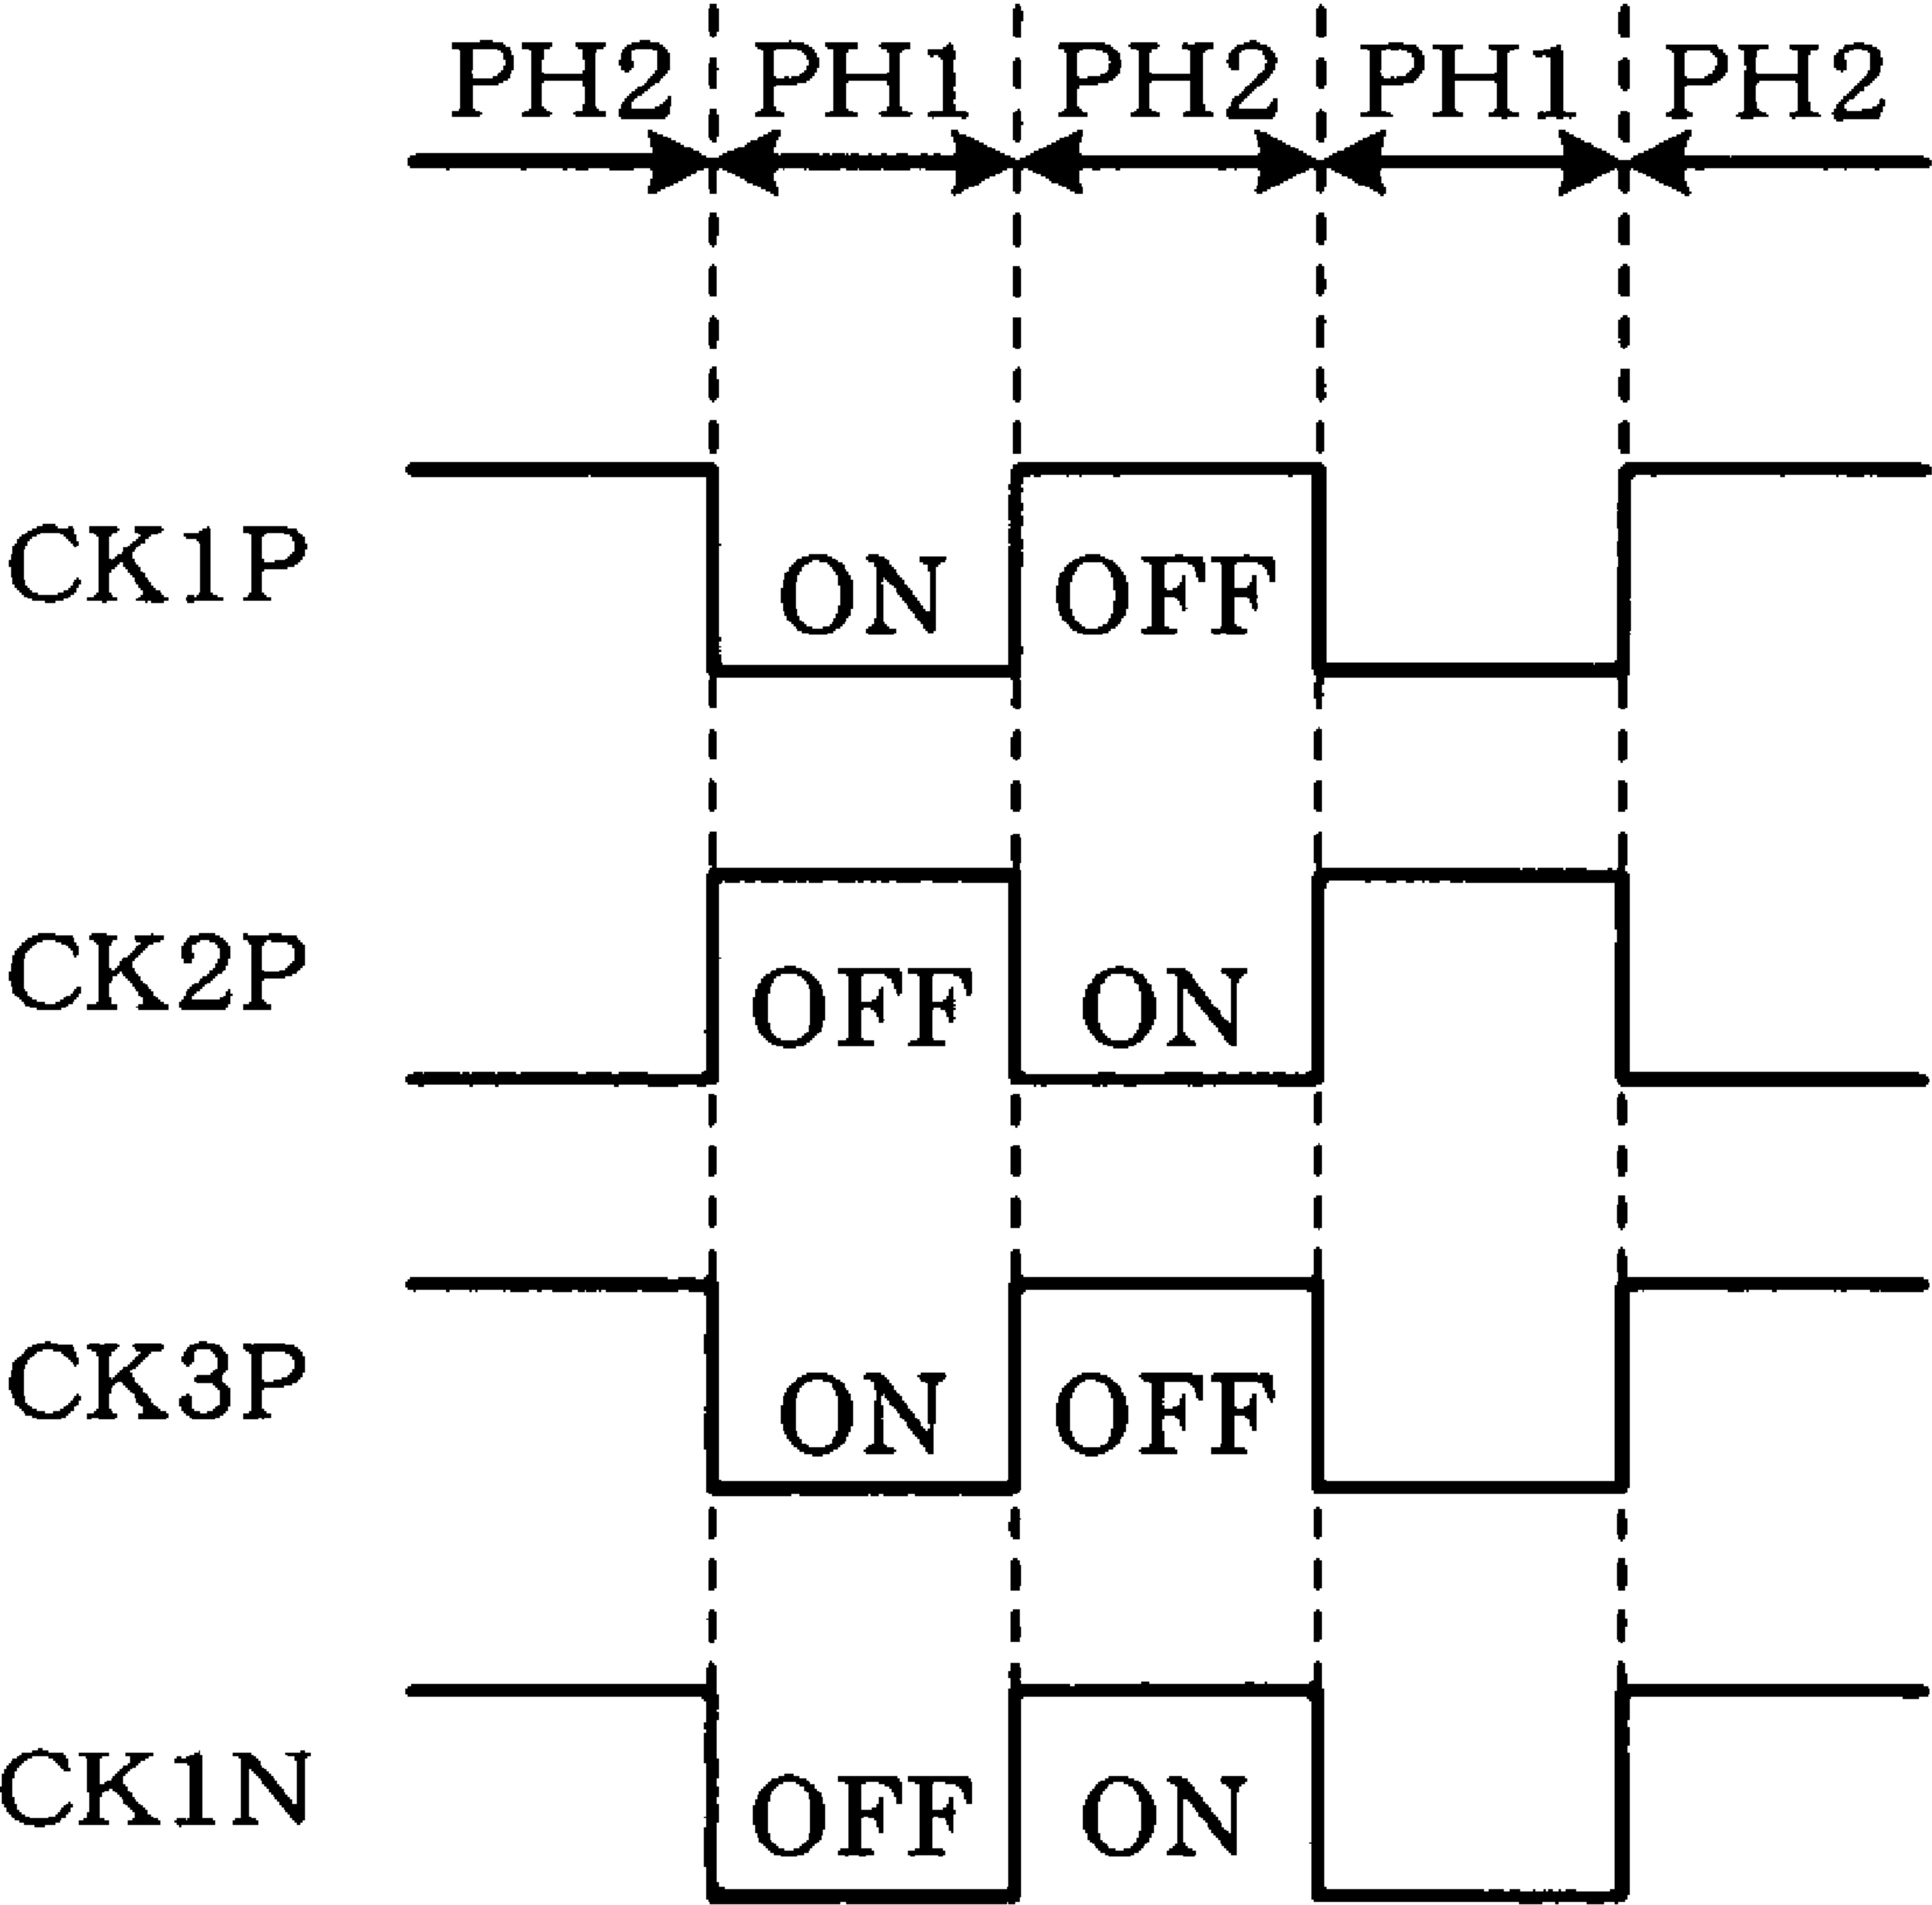 PH2 PH1 PH2 PH1 PH2
CK1P ON OFF
CK2P OFF ON
CK3P ON OFF
CK1N OFF ON